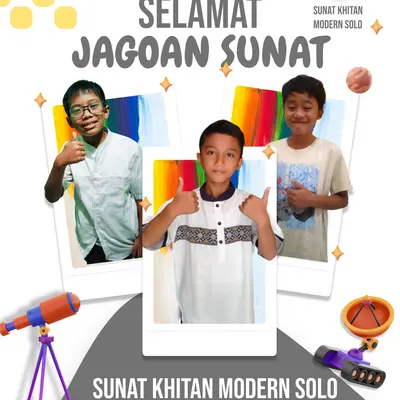 SELAMAT
JAGOAN SUNAT
SUNAT KHITAN
MODERN SOLO
SUNAT KHITAN MODERN SOLO